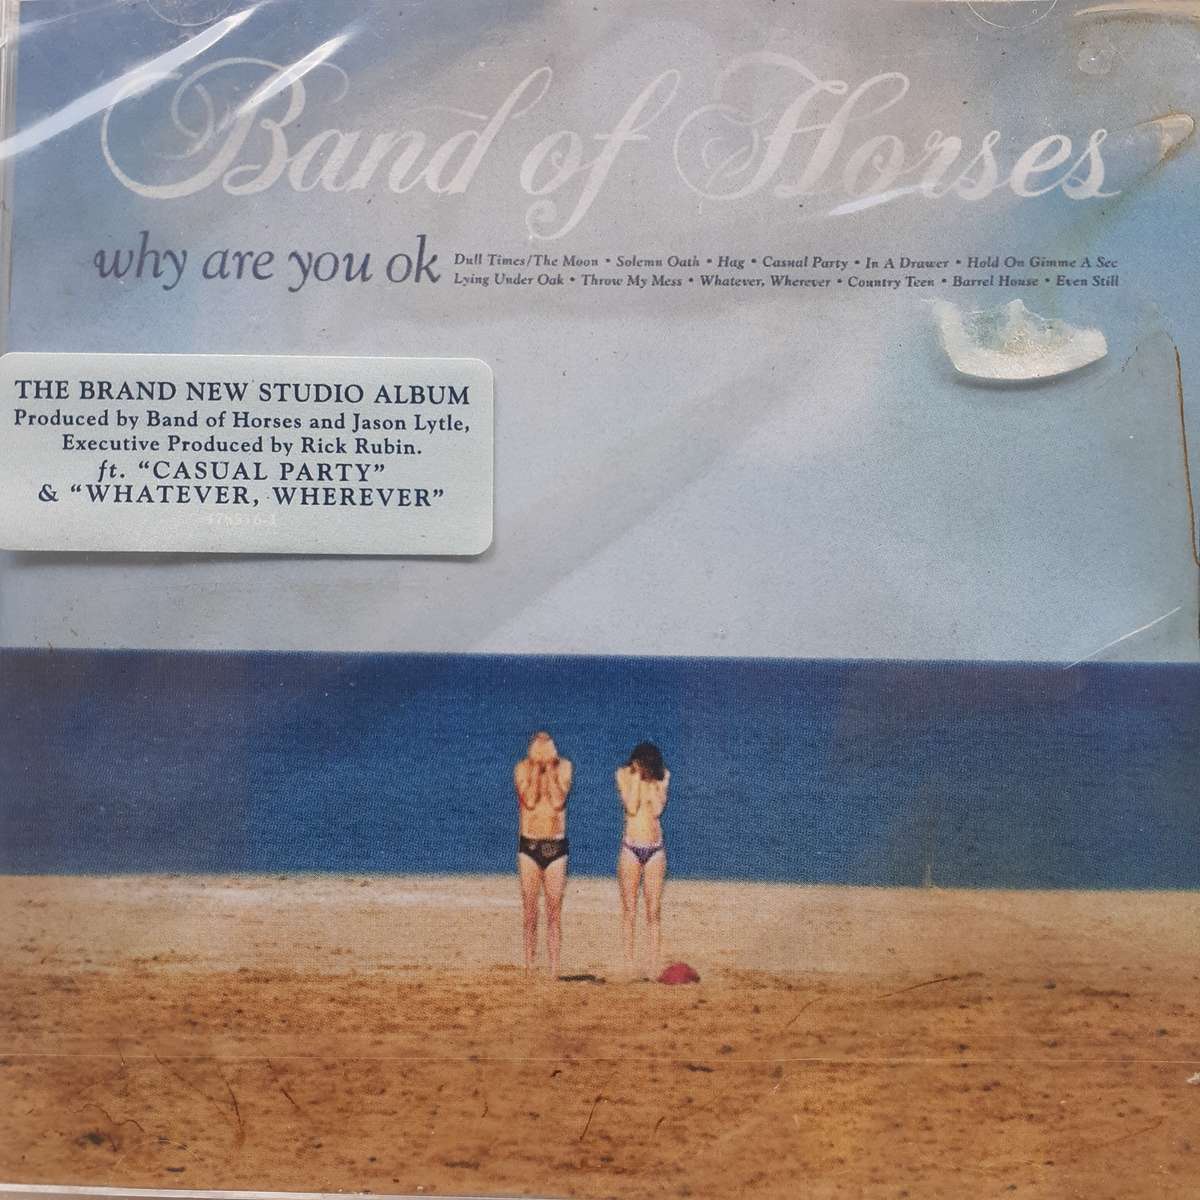 Band of Horses
why are you ok
Dull Times/The Moon • Solemn Oath • Hag • Casual Party • In A Drawer • Hold On Gimme A Sec
Lying Under Oak • Throw My Mess • Whatever, Wherever • Country Teen • Barrel House • Even Still
THE BRAND NEW STUDIO ALBUM
Produced by Band of Horses and Jason Lytle,
Executive Produced by Rick Rubin.
ft. “CASUAL PARTY”
& “WHATEVER, WHEREVER”